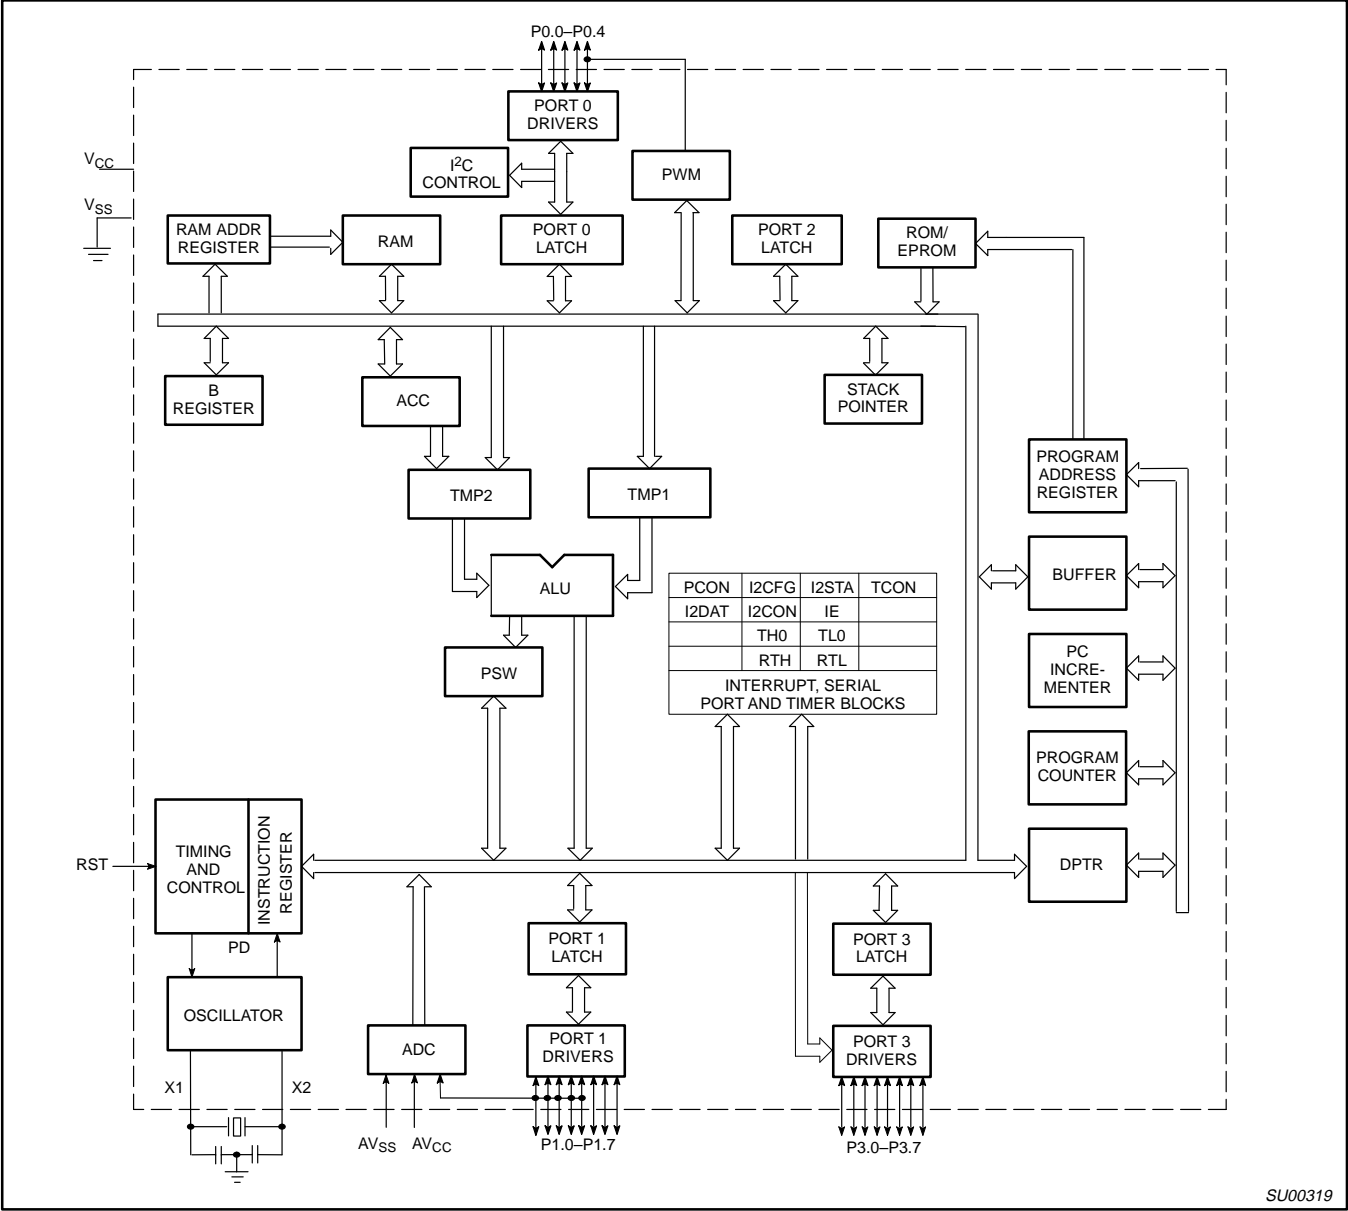 P0.0–P0.4
PORT 0
DRIVERS
VCC
I2C
CONTROL
PWM
VSS
RAM ADDR
REGISTER
RAM
PORT 0
LATCH
PORT 2
LATCH
ROM/
EPROM
B
REGISTER
ACC
STACK
POINTER
PROGRAM
ADDRESS
REGISTER
TMP2
TMP1
ALU
BUFFER
PCON I2CFG I2STA TCON
I2DAT I2CON IE
TH0 TL0
RTH RTL
INTERRUPT, SERIAL
PORT AND TIMER BLOCKS
PSW
PC
INCRE-
MENTER
PROGRAM
COUNTER
RST
TIMING
AND
CONTROL
INSTRUCTION
REGISTER
DPTR
PD
PORT 1
LATCH
PORT 3
LATCH
OSCILLATOR
ADC
PORT 1
DRIVERS
PORT 3
DRIVERS
X1
X2
AVSS
AVCC
P1.0–P1.7
P3.0–P3.7
SU00319